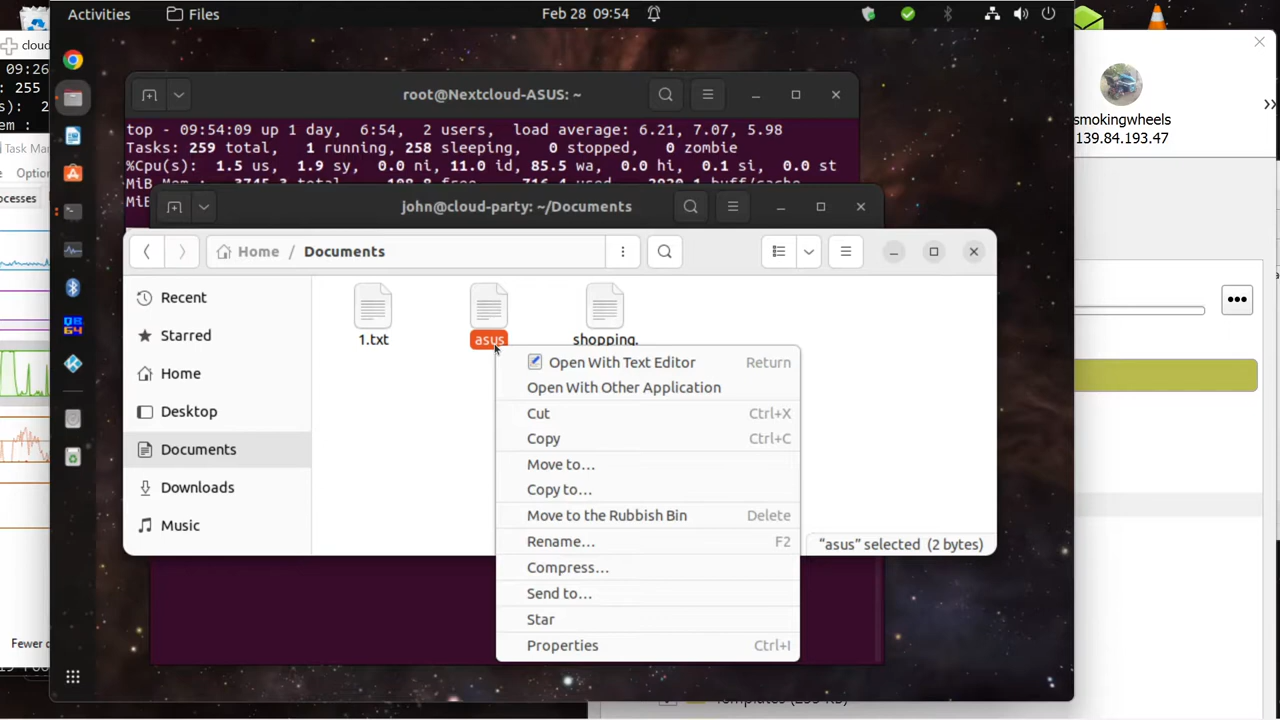 Activities
Files
Feb 28 09:54
cloud
09:26
255
2
em :
Task Man
Option
ocesses
Fewer d
root@Nextcloud-ASUS: ~
top - 09:54:09 up 1 day, 6:54, 2 users, load average: 6.21, 7.07, 5.98
Tasks: 259 total, 1 running, 258 sleeping, 0 stopped, 0 zombie
%Cpu(s): 1.5 us, 1.9 sy, 0.0 ni, 11.0 id, 85.5 wa, 0.0 hi, 0.1 si, 0.0 st
john@cloud-party: ~/Documents
Home / Documents
Recent
Starred
Home
Desktop
Documents
Downloads
Music
1.txt
asus
shopping.
Open With Text Editor Return
Open With Other Application
Cut Ctrl+X
Copy Ctrl+C
Move to…
Copy to…
Move to the Rubbish Bin Delete
Rename… F2
Compress…
Send to…
Star
Properties Ctrl+I
“asus” selected (2 bytes)
smokingwheels
139.84.193.47